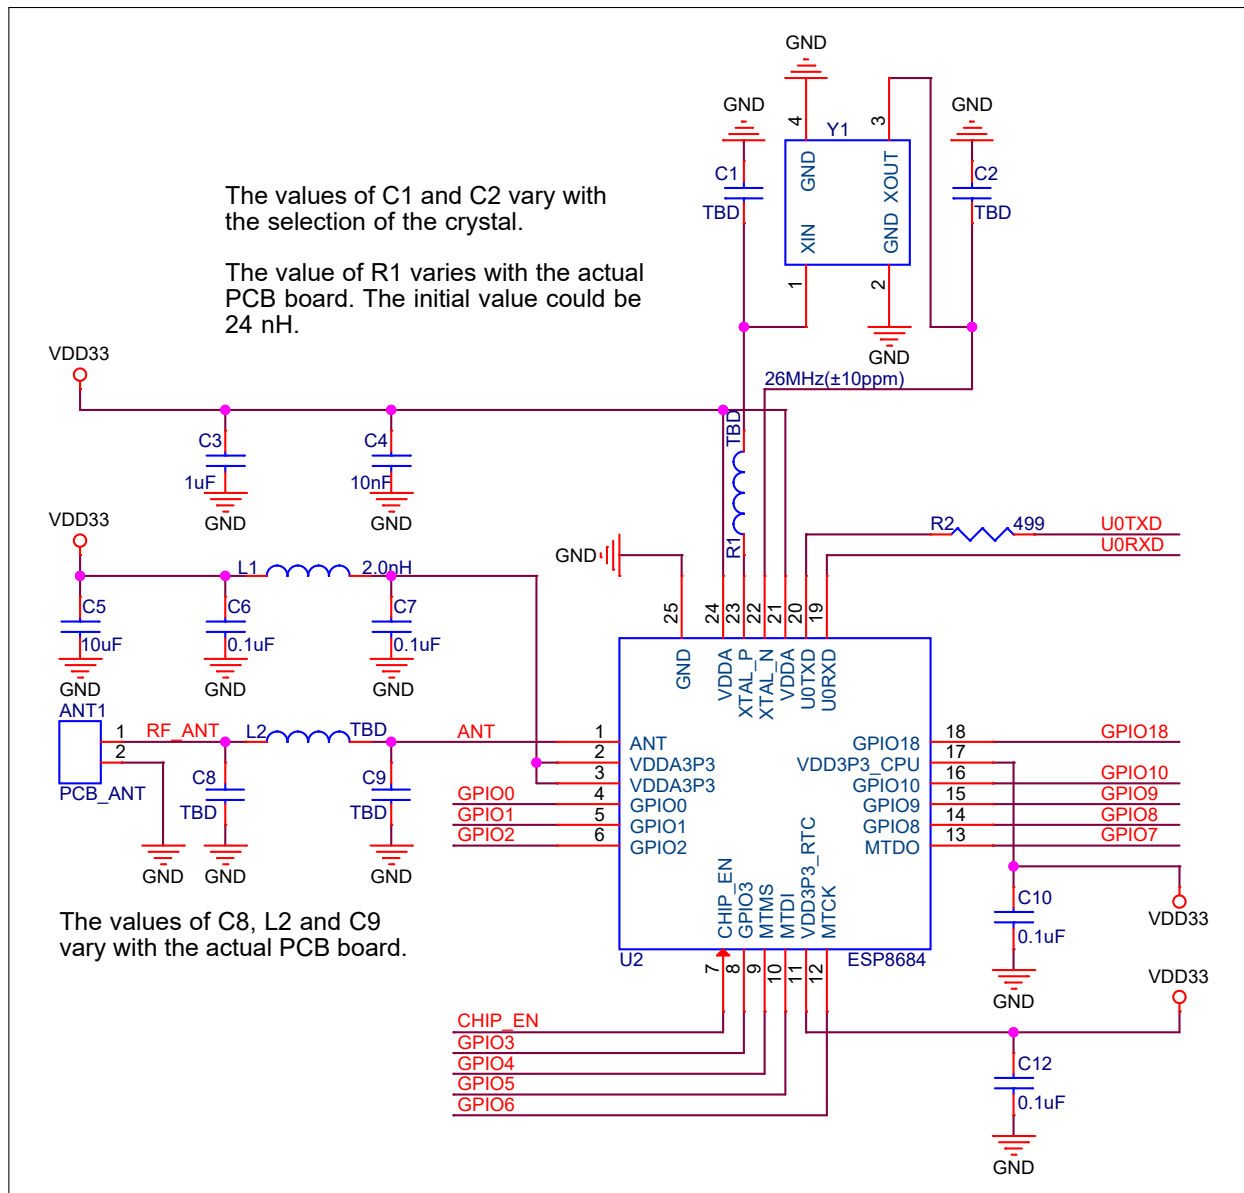 GND
GND
GND
4
3
Y1
C1
TBD
GND
XOUT
XIN
GND
C2
TBD
1
2
GND
The values of C1 and C2 vary with
the selection of the crystal.
The value of R1 varies with the actual
PCB board. The initial value could be
24 nH.
VDD33
26MHz(±10ppm)
C3
1uF
GND
C4
10nF
GND
TBD
R1
R2
499
U0TXD
U0RXD
VDD33
L1
2.0nH
C5
10uF
GND
C6
0.1uF
GND
C7
0.1uF
GND
GND
25
24
23
22
21
20
19
GND
VDDA
XTAL_P
XTAL_N
VDDA
U0TXD
U0RXD
ANT1
1
2
PCB_ANT
RF_ANT
L2
TBD
ANT
C8
TBD
GND
GND
C9
TBD
GND
GPIO0
GPIO1
GPIO2
1
2
3
4
5
6
ANT
VDDA3P3
VDDA3P3
GPIO0
GPIO1
GPIO2
GPIO18
VDD3P3_CPU
GPIO10
GPIO9
GPIO8
MTDO
18
17
16
15
14
13
GPIO18
GPIO10
GPIO9
GPIO8
GPIO7
CHIP_EN
GPIO3
MTMS
MTDI
VDD3P3_RTC
MTCK
The values of C8, L2 and C9
vary with the actual PCB board.
U2
ESP8684
7
8
9
10
11
12
C10
0.1uF
GND
VDD33
VDD33
CHIP_EN
GPIO3
GPIO4
GPIO5
GPIO6
C12
0.1uF
GND